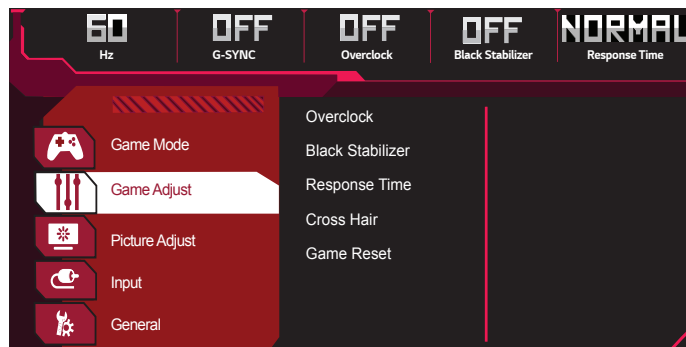 60 OFF OFF OFF NORMAL
Hz G-SYNC Overclock Black Stabilizer Response Time
Game Mode
Game Adjust
Picture Adjust
Input
General
Overclock
Black Stabilizer
Response Time
Cross Hair
Game Reset